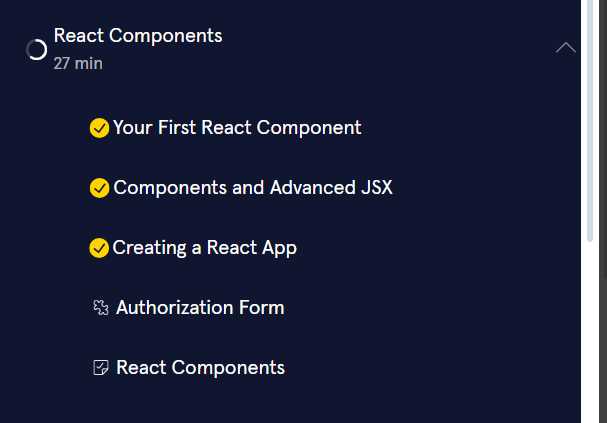 React Components
27 min
Your First React Component
Components and Advanced JSX
Creating a React App
Authorization Form
React Components